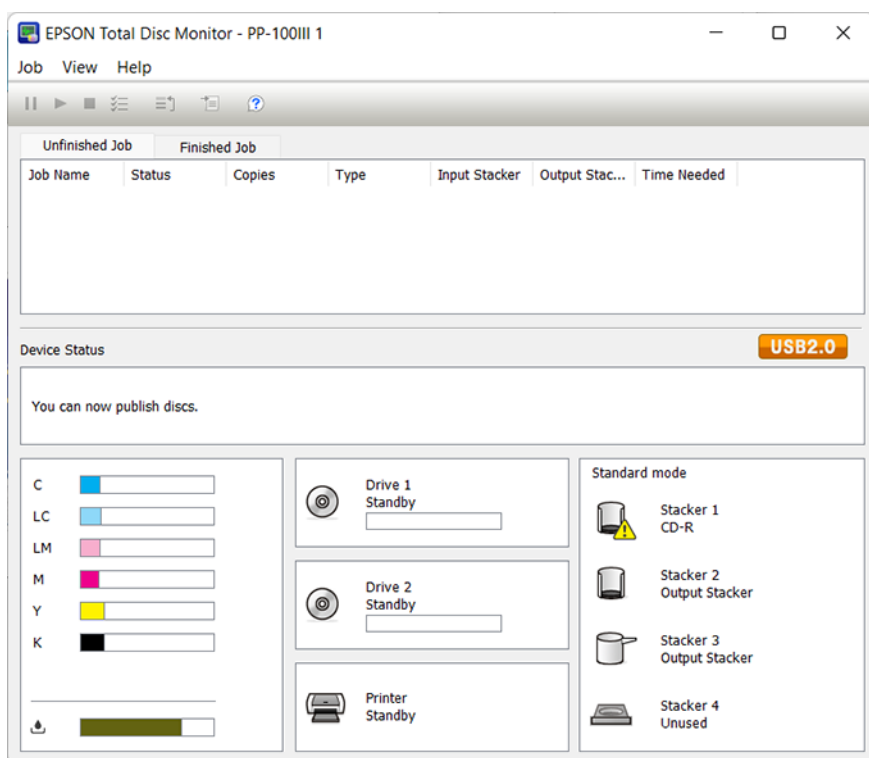 EPSON Total Disc Monitor - PP-100III 1
Job View Help
Unfinished Job Finished Job
Job Name Status Copies Type Input Stacker Output Stac... Time Needed
Device Status USB2.0
You can now publish discs.
C
LC
LM
M
Y
K
Drive 1
Standby
Drive 2
Standby
Printer
Standby
Standard mode
Stacker 1
CD-R
Stacker 2
Output Stacker
Stacker 3
Output Stacker
Stacker 4
Unused